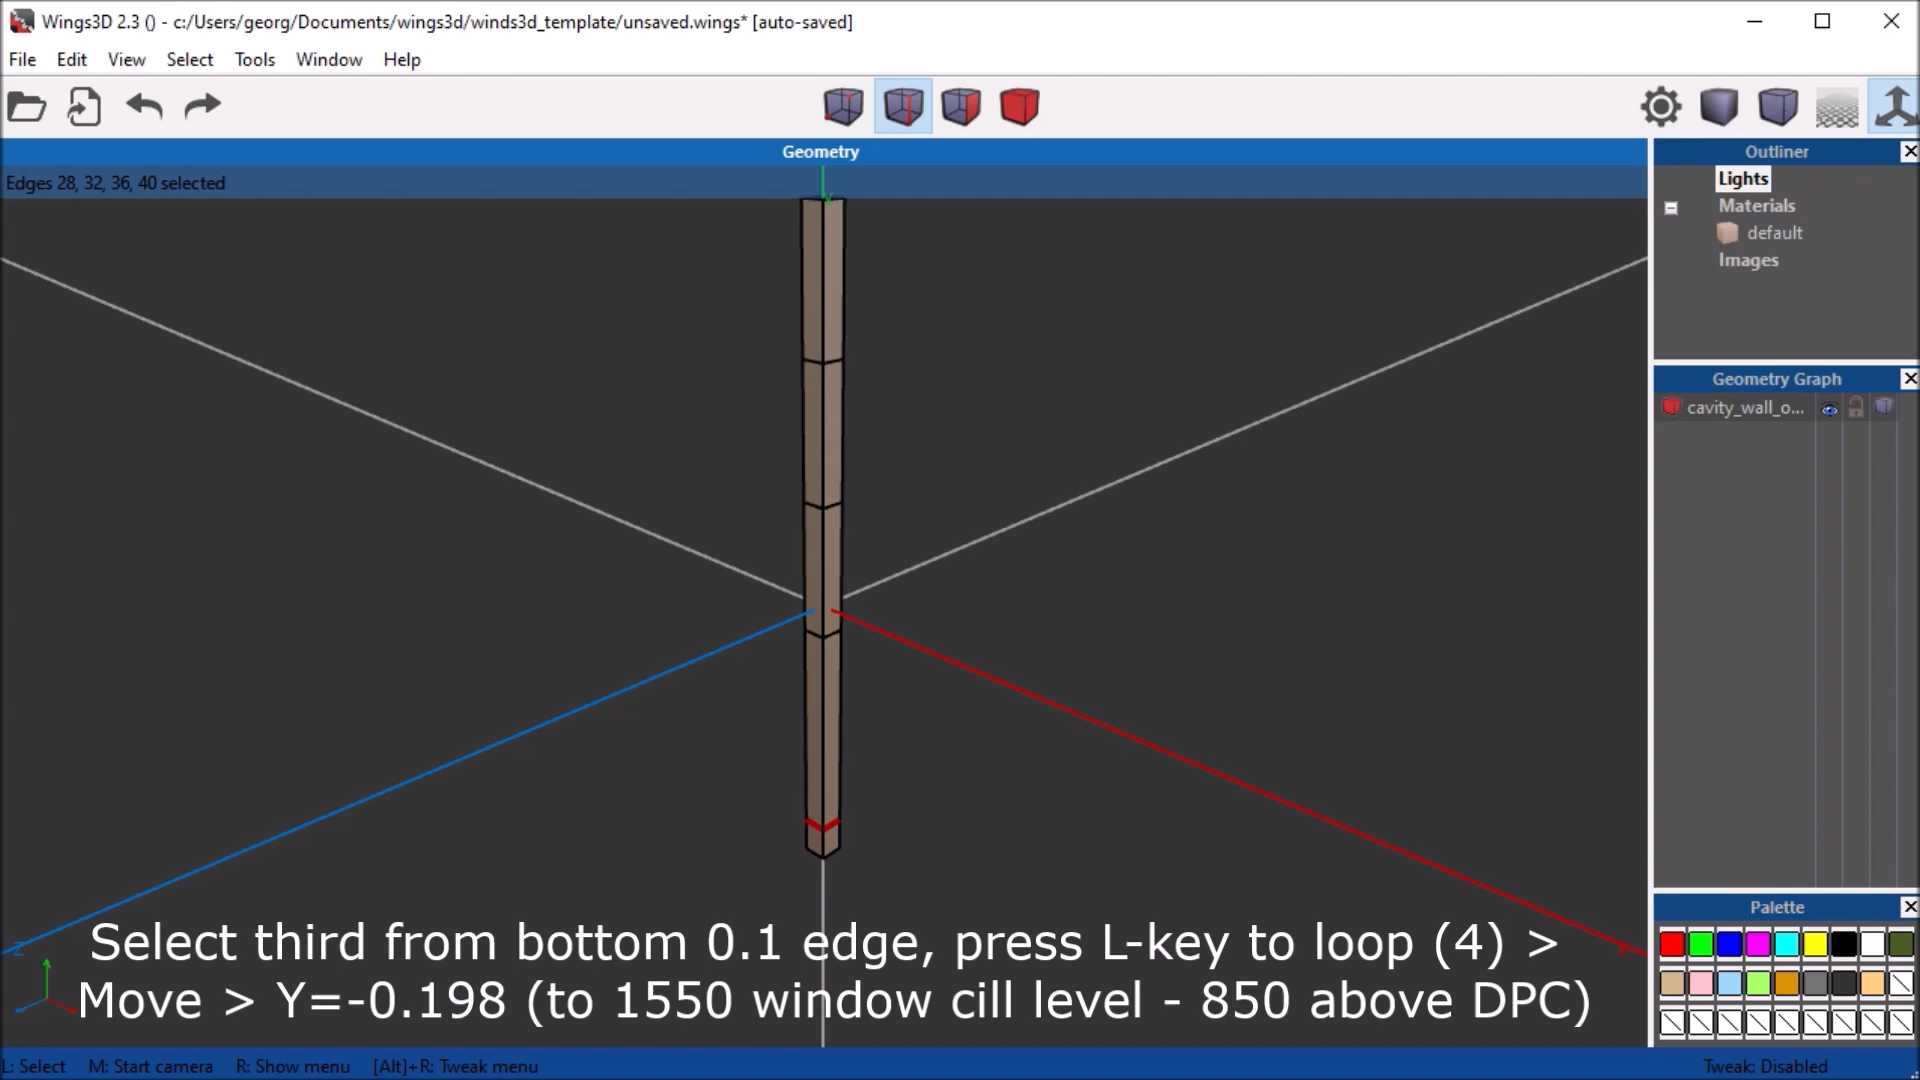 Wings3D 2.3 () - c:/Users/georg/Documents/wings3d/winds3d_template/unsaved.wings* [auto-saved]
File Edit View Select Tools Window Help
Geometry
Edges 28, 32, 36, 40 selected
Outliner
Lights
Materials
default
Images
Geometry Graph
cavity_wall_o...
Palette
Z
Select third from bottom 0.1 edge, press L-key to loop (4) >
Move > Y=-0.198 (to 1550 window cill level - 850 above DPC)
L: Select M: Start camera R: Show menu [Alt]+R: Tweak menu
Tweak: Disabled